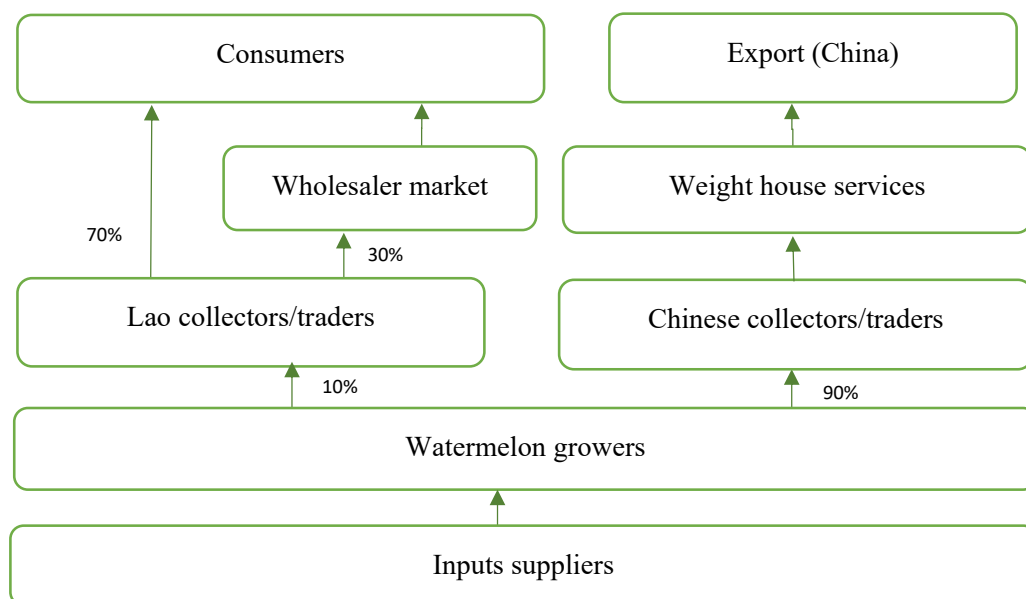 Consumers
Export (China)
Wholesaler market
Weight house services
70%
30%
Lao collectors/traders
Chinese collectors/traders
10%
90%
Watermelon growers
Inputs suppliers